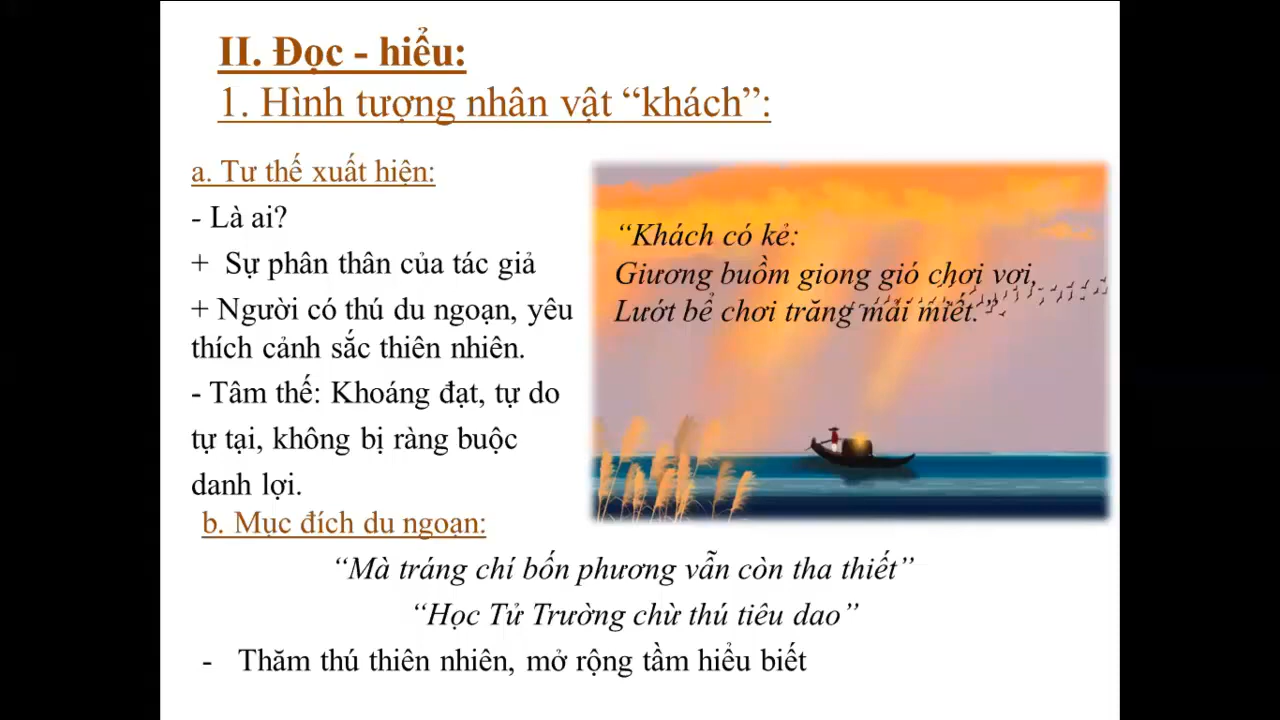 II. Đọc - hiểu:
1. Hình tượng nhân vật “khách”:
a. Tư thế xuất hiện:
- Là ai?
+ Sự phân thân của tác giả
+ Người có thú du ngoạn, yêu
thích cảnh sắc thiên nhiên.
- Tâm thế: Khoáng đạt, tự do
tự tại, không bị ràng buộc
danh lợi.
“Khách có kẻ:
Giương buồm giong gió chơi vơi,
Lướt bể chơi trăng mải miết.”
b. Mục đích du ngoạn:
“Mà tráng chí bốn phương vẫn còn tha thiết”
“Học Tử Trường chừ thú tiêu dao”
- Thăm thú thiên nhiên, mở rộng tầm hiểu biết